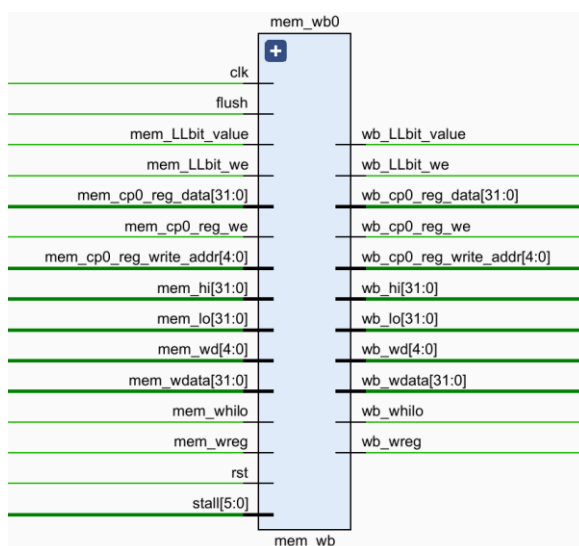 mem_wb0
clk
flush
mem_LLbit_value wb_LLbit_value
mem_LLbit_we wb_LLbit_we
mem_cp0_reg_data[31:0] wb_cp0_reg_data[31:0]
mem_cp0_reg_we wb_cp0_reg_we
mem_cp0_reg_write_addr[4:0] wb_cp0_reg_write_addr[4:0]
mem_hi[31:0] wb_hi[31:0]
mem_lo[31:0] wb_lo[31:0]
mem_wd[4:0] wb_wd[4:0]
mem_wdata[31:0] wb_wdata[31:0]
mem_whilo wb_whilo
mem_wreg wb_wreg
rst
stall[5:0]
mem_wb